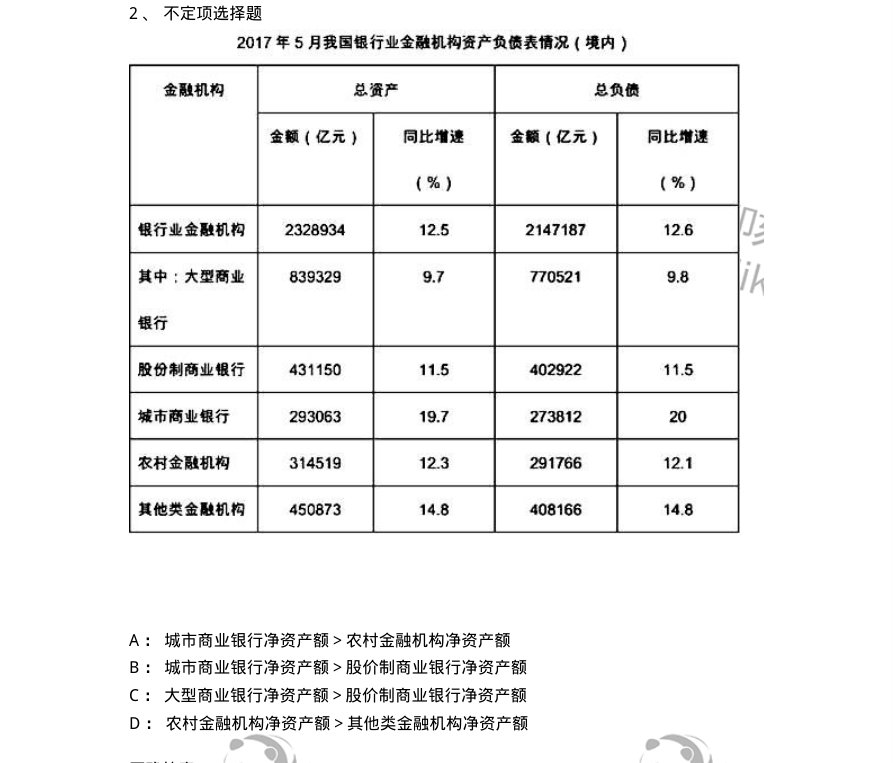 2 、 不定项选择题
2017 年 5 月我国银行业金融机构资产负债表情况 ( 境内 )
金融机构 总资产 总负债
金额 ( 亿元 ) 同比增速 金额 ( 亿元 ) 同比增速
( % ) ( % )
银行业金融机构 2328934 12.5 2147187 12.6
其中 : 大型商业 839329 9.7 770521 9.8
银行
股份制商业银行 431150 11.5 402922 11.5
城市商业银行 293063 19.7 273812 20
农村金融机构 314519 12.3 291766 12.1
其他类金融机构 450873 14.8 408166 14.8
A ： 城市商业银行净资产额 > 农村金融机构净资产额
B ： 城市商业银行净资产额 > 股价制商业银行净资产额
C ： 大型商业银行净资产额 > 股价制商业银行净资产额
D ： 农村金融机构净资产额 > 其他类金融机构净资产额